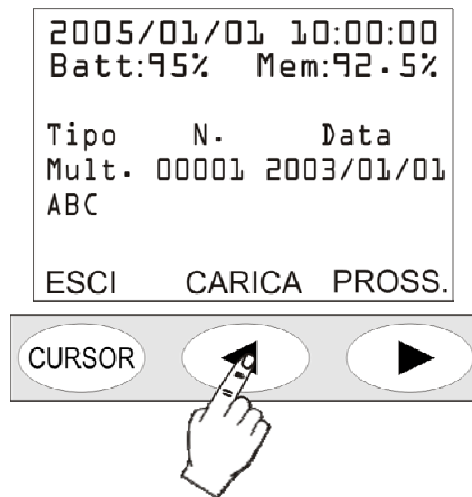 2005/01/01 10:00:00
Batt:95% Mem:92.5%
Tipo N. Data
Mult. 00001 2003/01/01
ABC
ESCI CARICA PROSS.
CURSOR